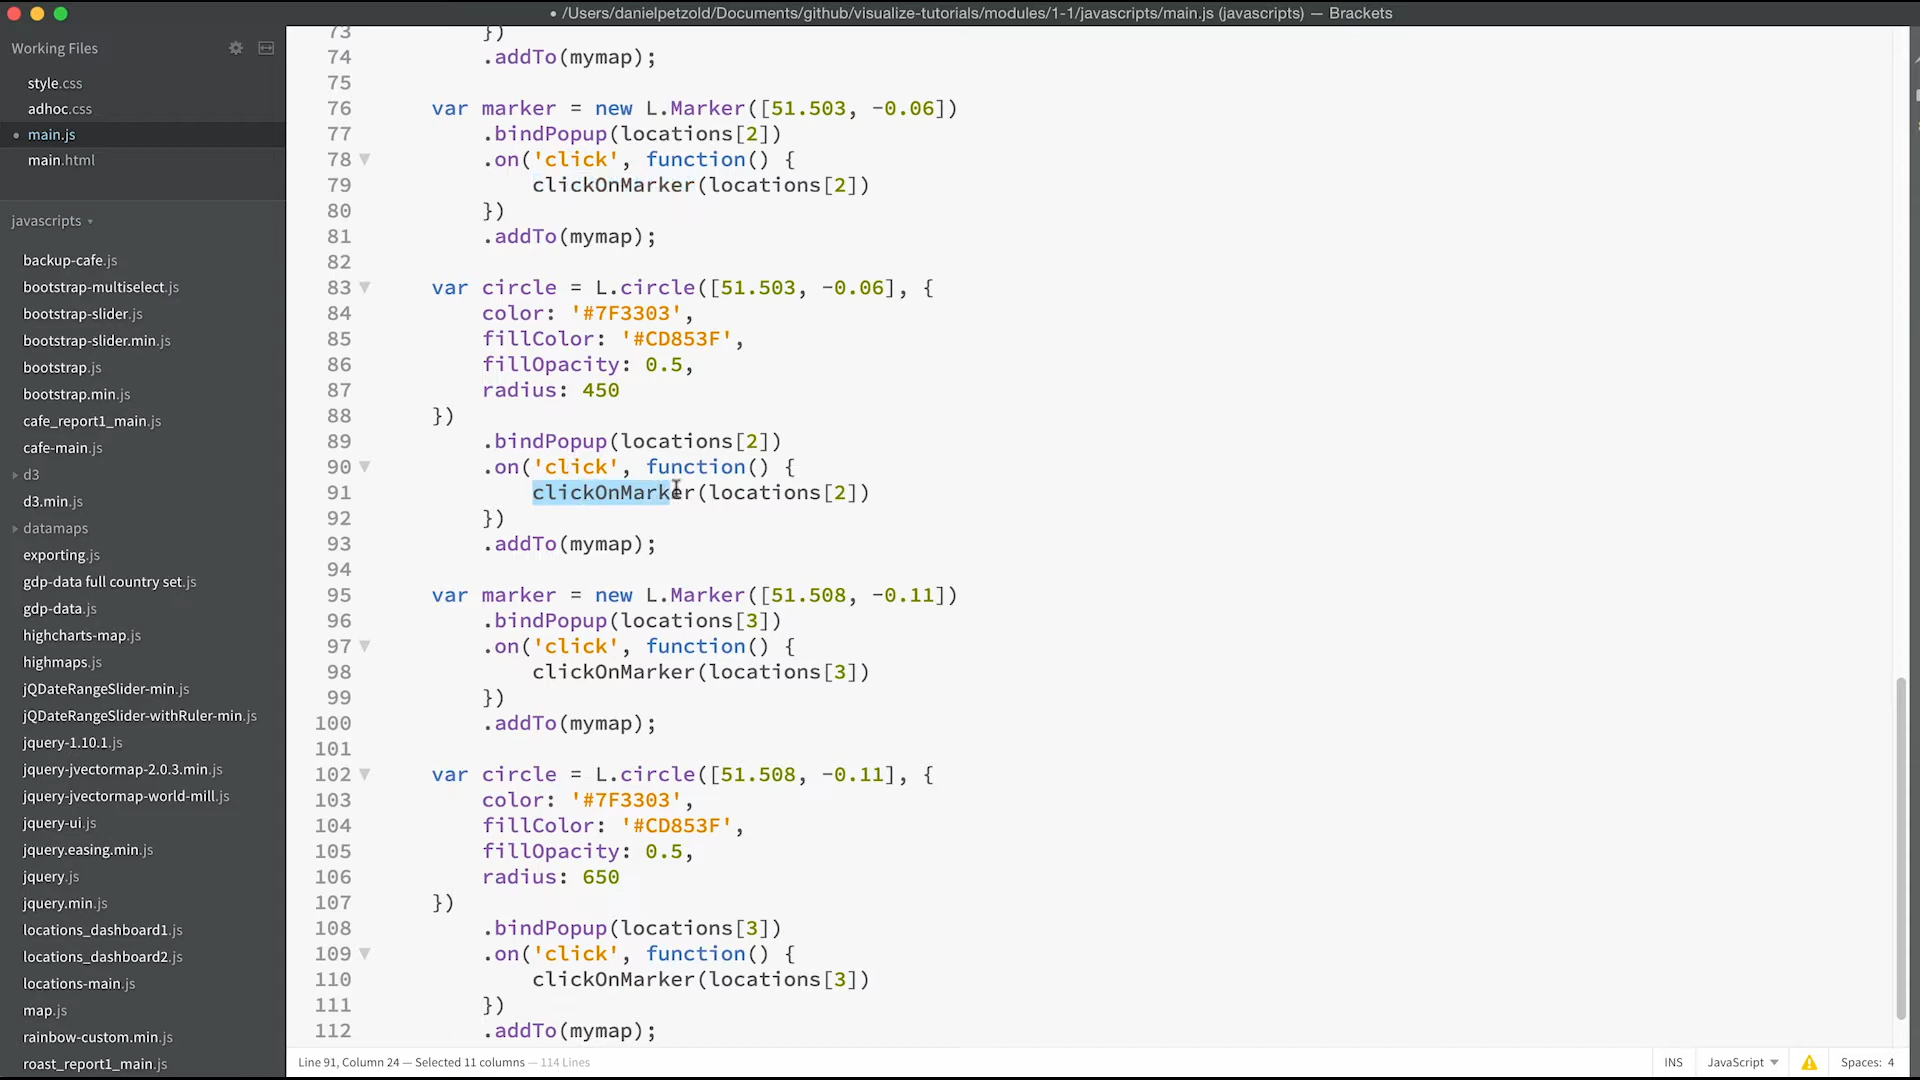 • /Users/danielpetzold/Documents/github/visualize-tutorials/modules/1-1/javascripts/main.js (javascripts) — Brackets
Working Files
style.css
adhoc.css
• main.js
main.html
javascripts
backup-cafe.js
bootstrap-multiselect.js
bootstrap-slider.js
bootstrap-slider.min.js
bootstrap.js
bootstrap.min.js
cafe_report1_main.js
cafe-main.js
d3
d3.min.js
datamaps
exporting.js
gdp-data full country set.js
gdp-data.js
highcharts-map.js
highmaps.js
jQDateRangeSlider-min.js
jQDateRangeSlider-withRuler-min.js
jquery-1.10.1.js
jquery-jvectormap-2.0.3.min.js
jquery-jvectormap-world-mill.js
jquery-ui.js
jquery.easing.min.js
jquery.js
jquery.min.js
locations_dashboard1.js
locations_dashboard2.js
locations-main.js
map.js
rainbow-custom.min.js
roast_report1_main.js
73 })
74 .addTo(mymap);
75
76 var marker = new L.Marker([51.503, -0.06])
77 .bindPopup(locations[2])
78 .on('click', function() {
79 clickOnMarker(locations[2])
80 })
81 .addTo(mymap);
82
83 var circle = L.circle([51.503, -0.06], {
84 color: '#7F3303',
85 fillColor: '#CD853F',
86 fillOpacity: 0.5,
87 radius: 450
88 })
89 .bindPopup(locations[2])
90 .on('click', function() {
91 clickOnMarker(locations[2])
92 })
93 .addTo(mymap);
94
95 var marker = new L.Marker([51.508, -0.11])
96 .bindPopup(locations[3])
97 .on('click', function() {
98 clickOnMarker(locations[3])
99 })
100 .addTo(mymap);
101
102 var circle = L.circle([51.508, -0.11], {
103 color: '#7F3303',
104 fillColor: '#CD853F',
105 fillOpacity: 0.5,
106 radius: 650
107 })
108 .bindPopup(locations[3])
109 .on('click', function() {
110 clickOnMarker(locations[3])
111 })
112 .addTo(mymap);
Line 91, Column 24 — Selected 11 columns — 114 Lines
INS JavaScript Spaces: 4